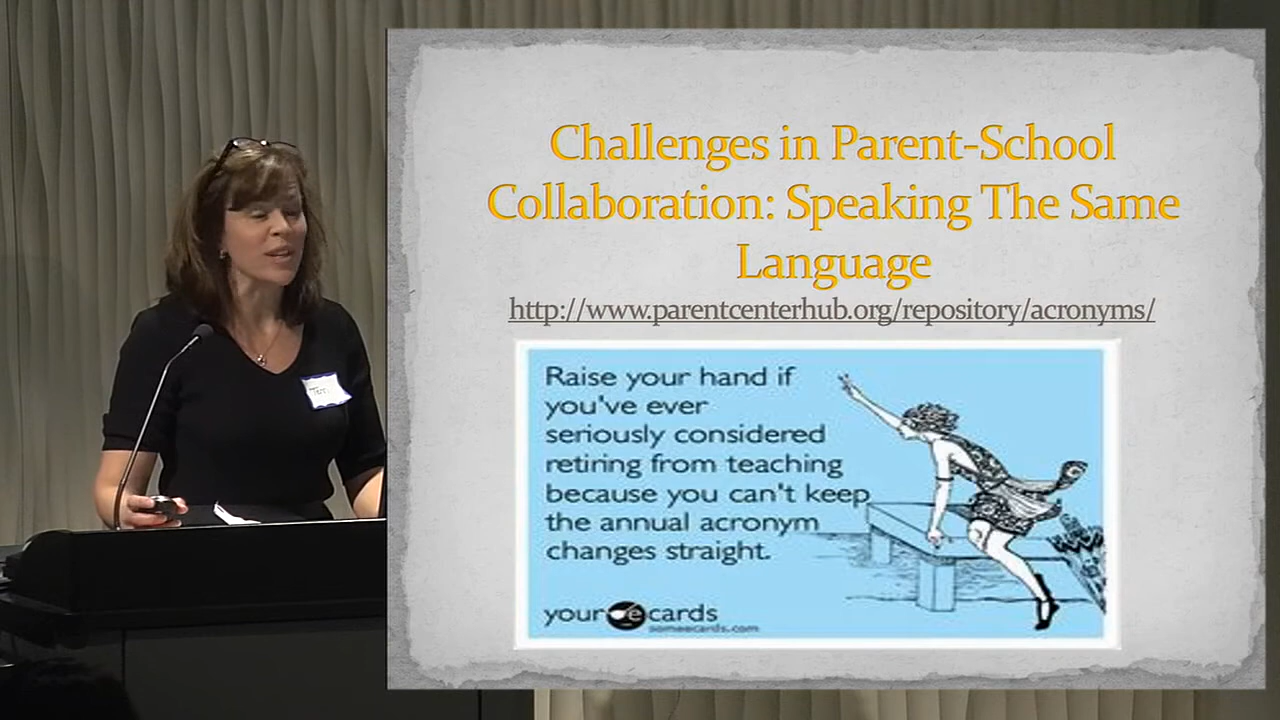 Challenges in Parent-School
Collaboration: Speaking The Same
Language
http://www.parentcenterhub.org/repository/acronyms/
Raise your hand if
you've ever
seriously considered
retiring from teaching
because you can't keep
the annual acronym
changes straight.
your e cards
someecards.com